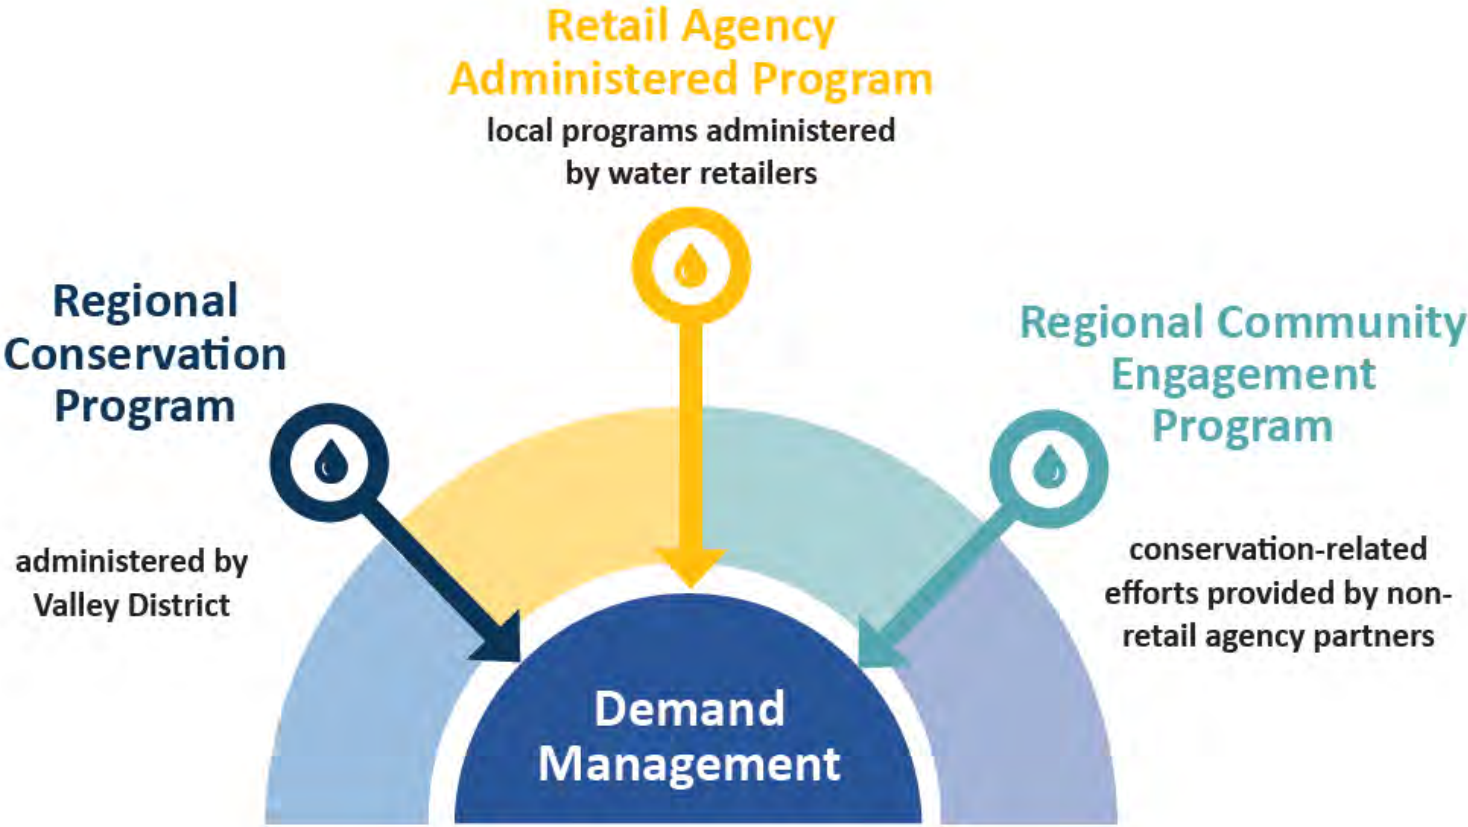 Retail Agency
Administered Program
local programs administered
by water retailers
Regional
Conservation
Program
administered by
Valley District
Regional Community
Engagement
Program
conservation-related
efforts provided by non-
retail agency partners
Demand
Management